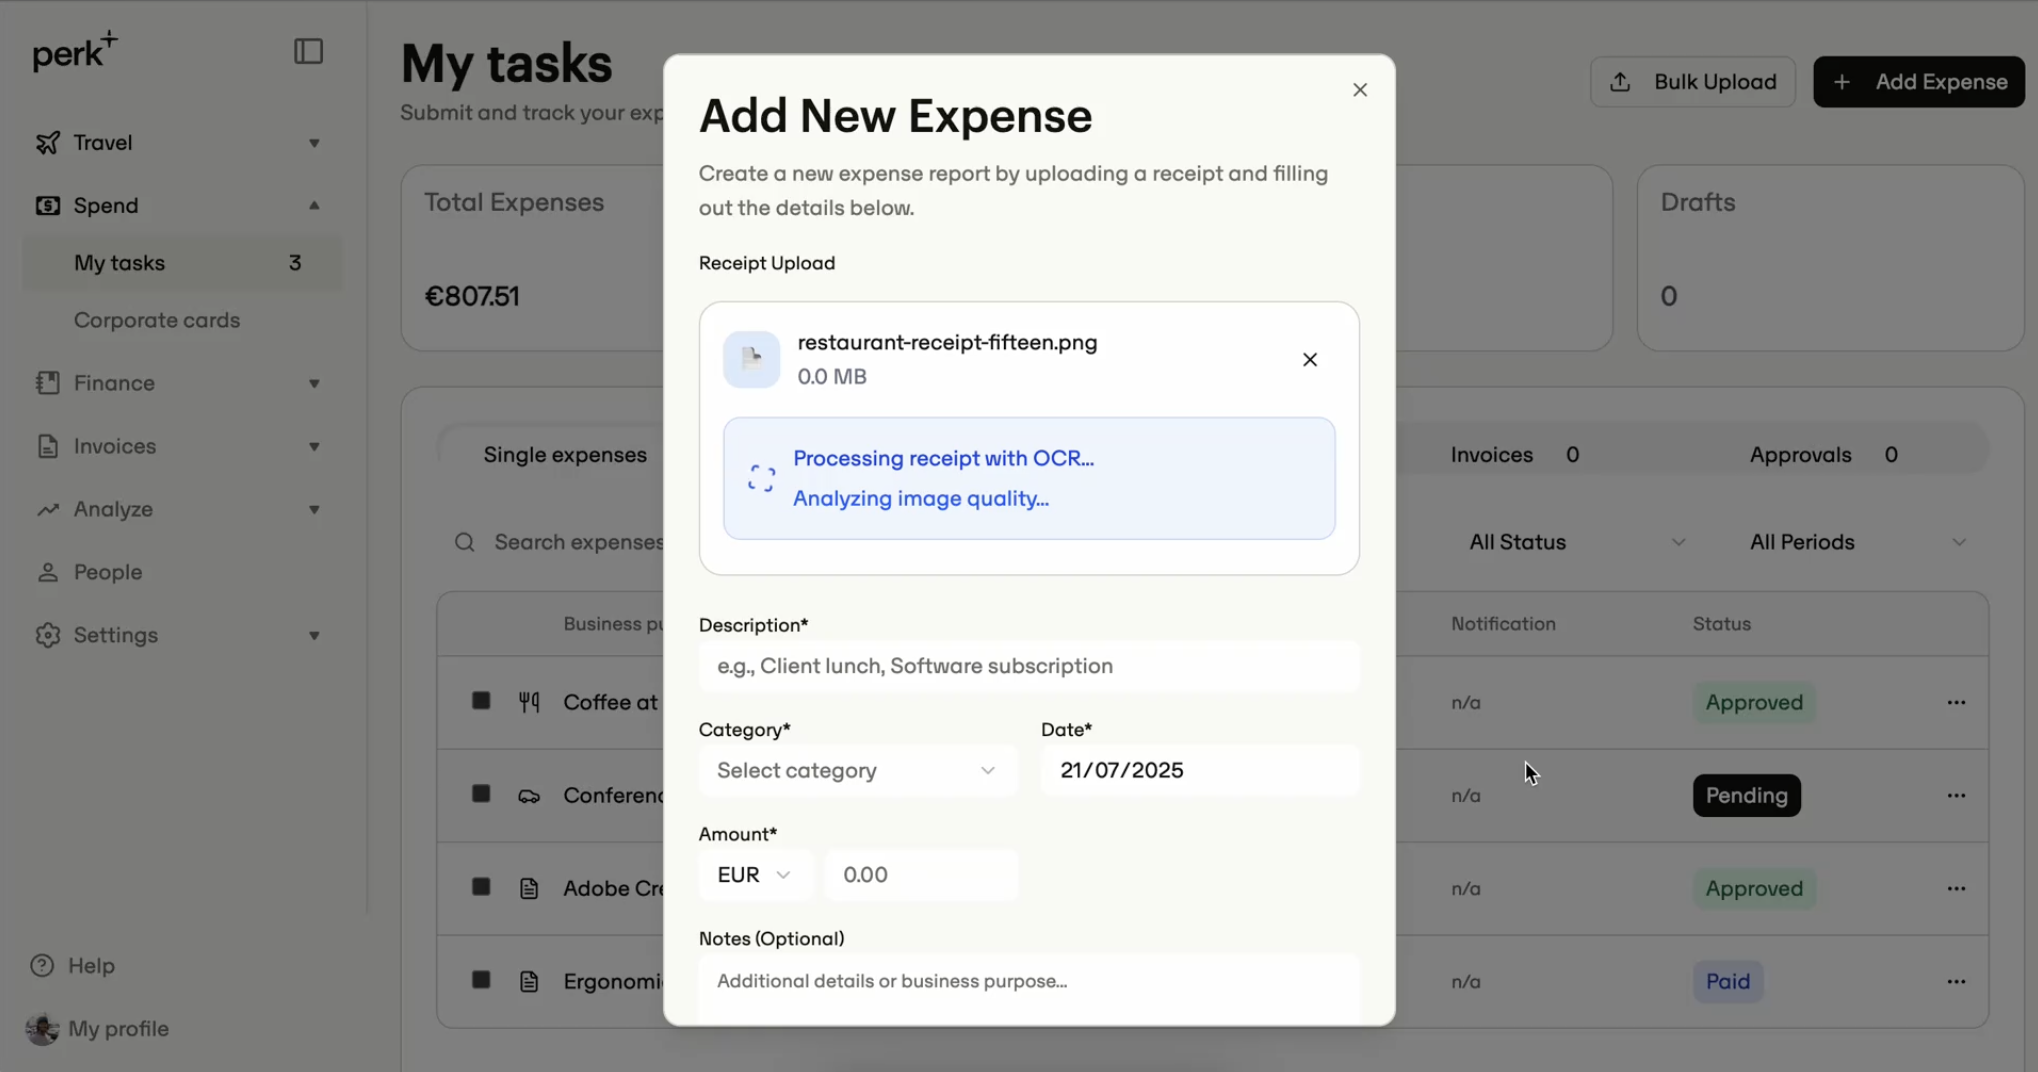 perk
My tasks
Submit and track your exp
Bulk Upload
+ Add Expense
Travel
Spend
My tasks 3
Corporate cards
Finance
Invoices
Analyze
People
Settings
Help
My profile
Total Expenses
€807.51
Drafts
0
Single expenses
Invoices 0
Approvals 0
Search expenses
All Status
All Periods
Business pu
Notification
Status
Coffee at
n/a
Approved
...
Conferenc
n/a
Pending
...
Adobe Cre
n/a
Approved
...
Ergonomi
n/a
Paid
...
Add New Expense
Create a new expense report by uploading a receipt and filling
out the details below.
Receipt Upload
restaurant-receipt-fifteen.png
0.0 MB
Processing receipt with OCR...
Analyzing image quality...
Description*
e.g., Client lunch, Software subscription
Category*
Select category
Date*
21/07/2025
Amount*
EUR
0.00
Notes (Optional)
Additional details or business purpose...